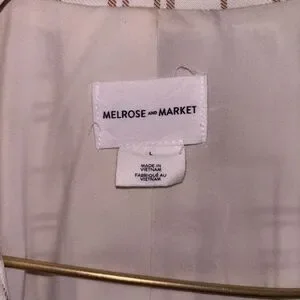 MELROSE AND MARKET
L
MADE IN
VIETNAM
FABRIQUÉ AU
VIETNAM